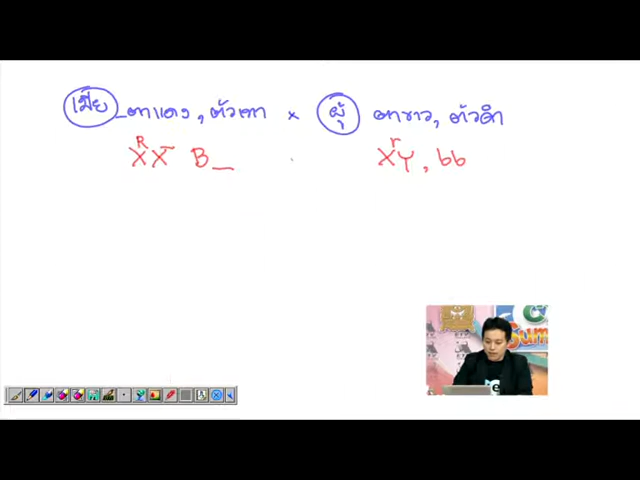 เมีย ตาแดง, ตัวเทา × ผู้ ตาขาว, ตัวดำ
X^R X^- B_ X^r Y, bb